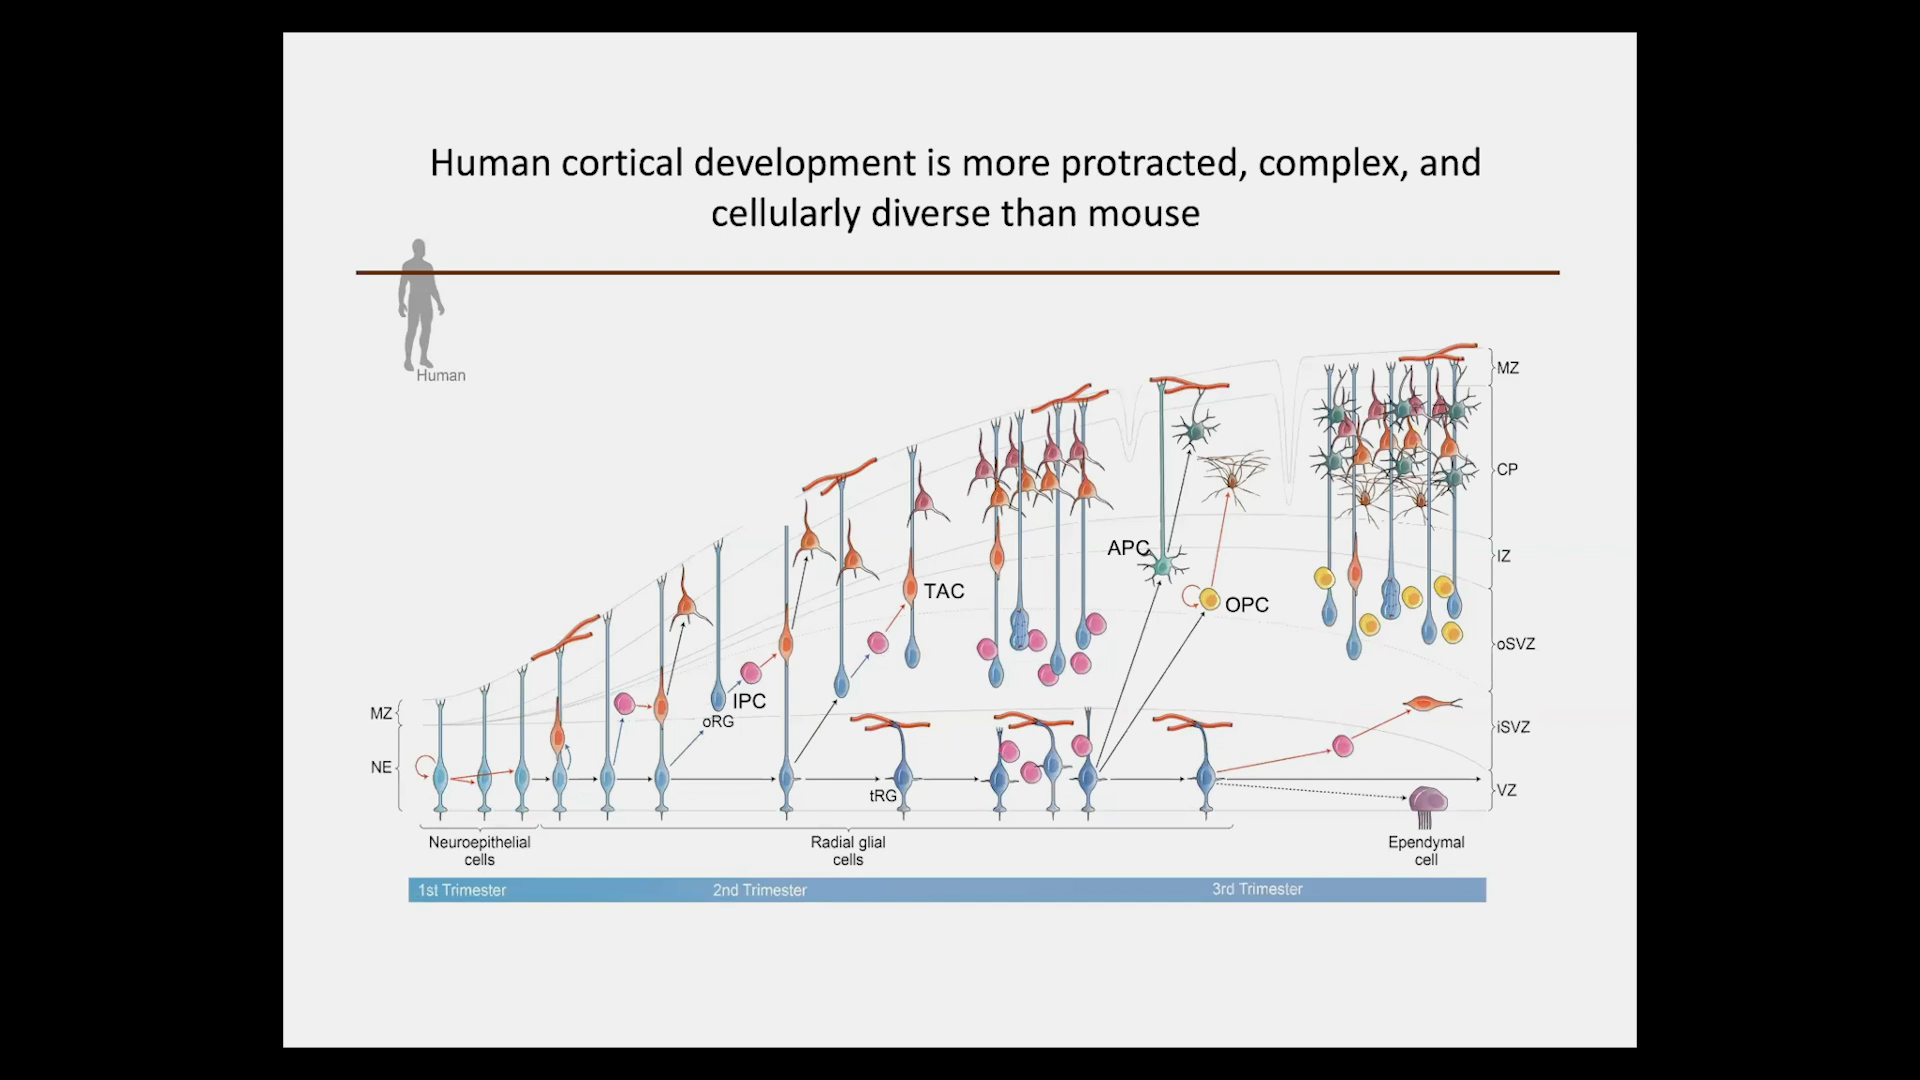 Human cortical development is more protracted, complex, and
cellularly diverse than mouse
Human
MZ
CP
IZ
oSVZ
iSVZ
VZ
APC
OPC
TAC
IPC
oRG
tRG
MZ
NE
Neuroepithelial
cells
Radial glial
cells
Ependymal
cell
1st Trimester
2nd Trimester
3rd Trimester